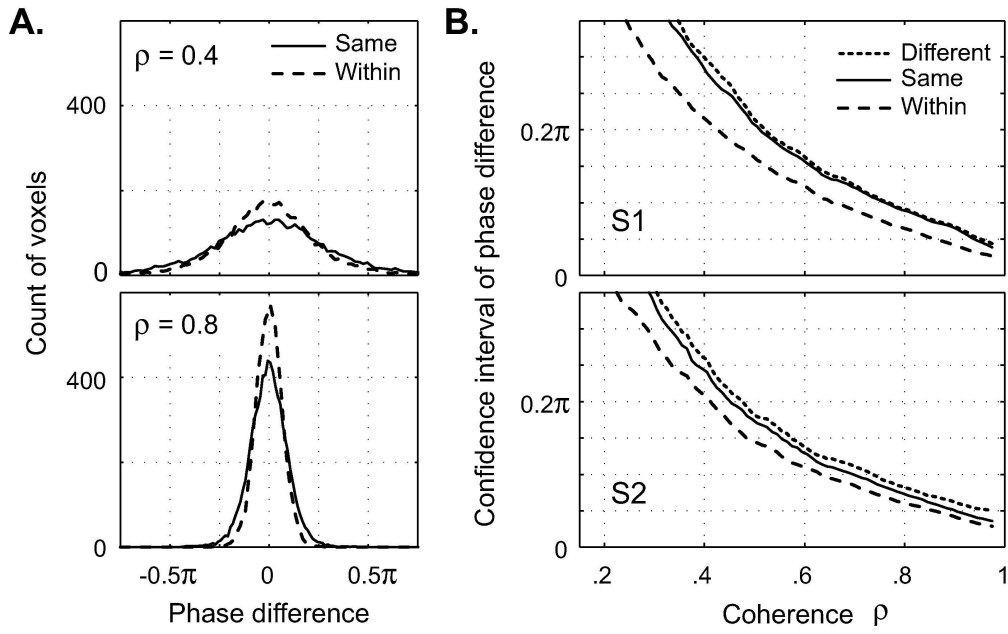 A.
ρ = 0.4
Same
Within
400
0
ρ = 0.8
400
0
-0.5π 0 0.5π
Phase difference
Count of voxels
B.
Different
Same
Within
0.2π
S1
0
0.2π
S2
0
.2 .4 .6 .8 1
Coherence ρ
Confidence interval of phase difference